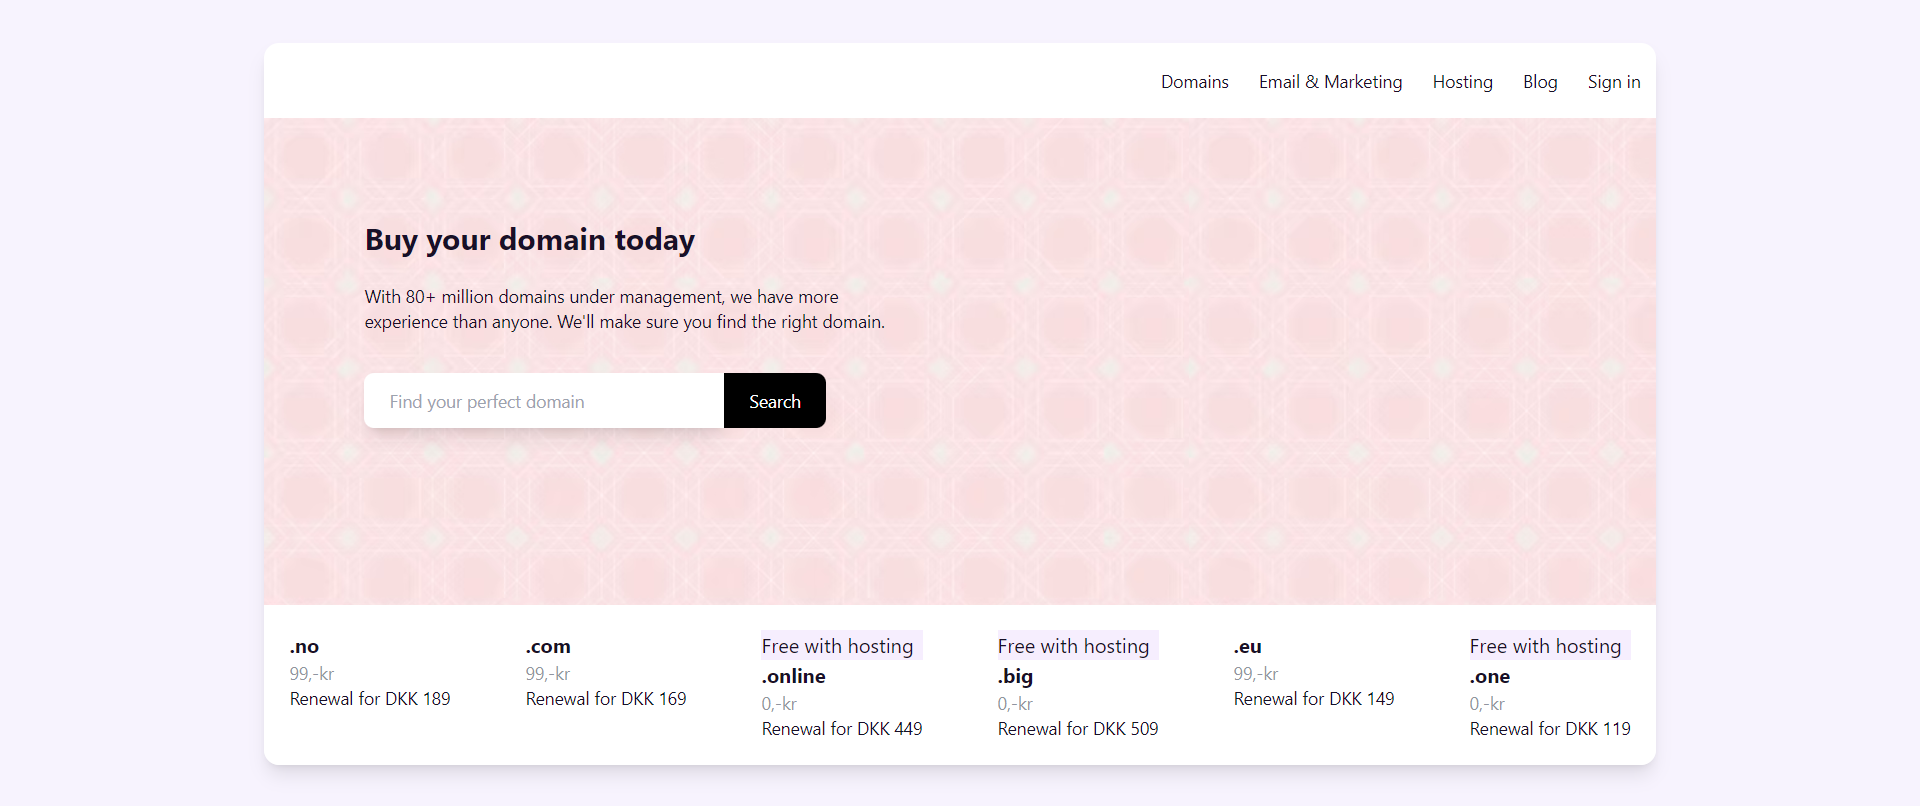 Domains Email & Marketing Hosting Blog Sign in
Buy your domain today
With 80+ million domains under management, we have more
experience than anyone. We'll make sure you find the right domain.
Find your perfect domain
Search
.no
99,-kr
Renewal for DKK 189
.com
99,-kr
Renewal for DKK 169
Free with hosting
.online
0,-kr
Renewal for DKK 449
Free with hosting
.big
0,-kr
Renewal for DKK 509
.eu
99,-kr
Renewal for DKK 149
Free with hosting
.one
0,-kr
Renewal for DKK 119